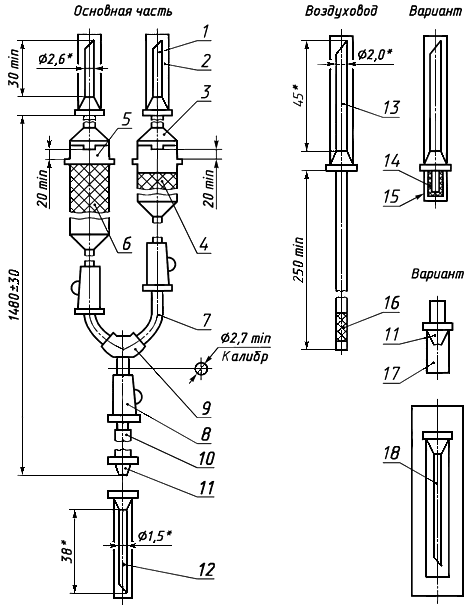 Основная часть
Воздуховод
Вариант
30 min
Ø2,6*
1
2
3
5
20 min
20 min
6
4
1480±30
7
Ø2,7 min
Калибр
9
8
10
11
38*
Ø1,5*
12
45*
Ø2,0*
13
14
15
250 min
16
Вариант
11
17
18